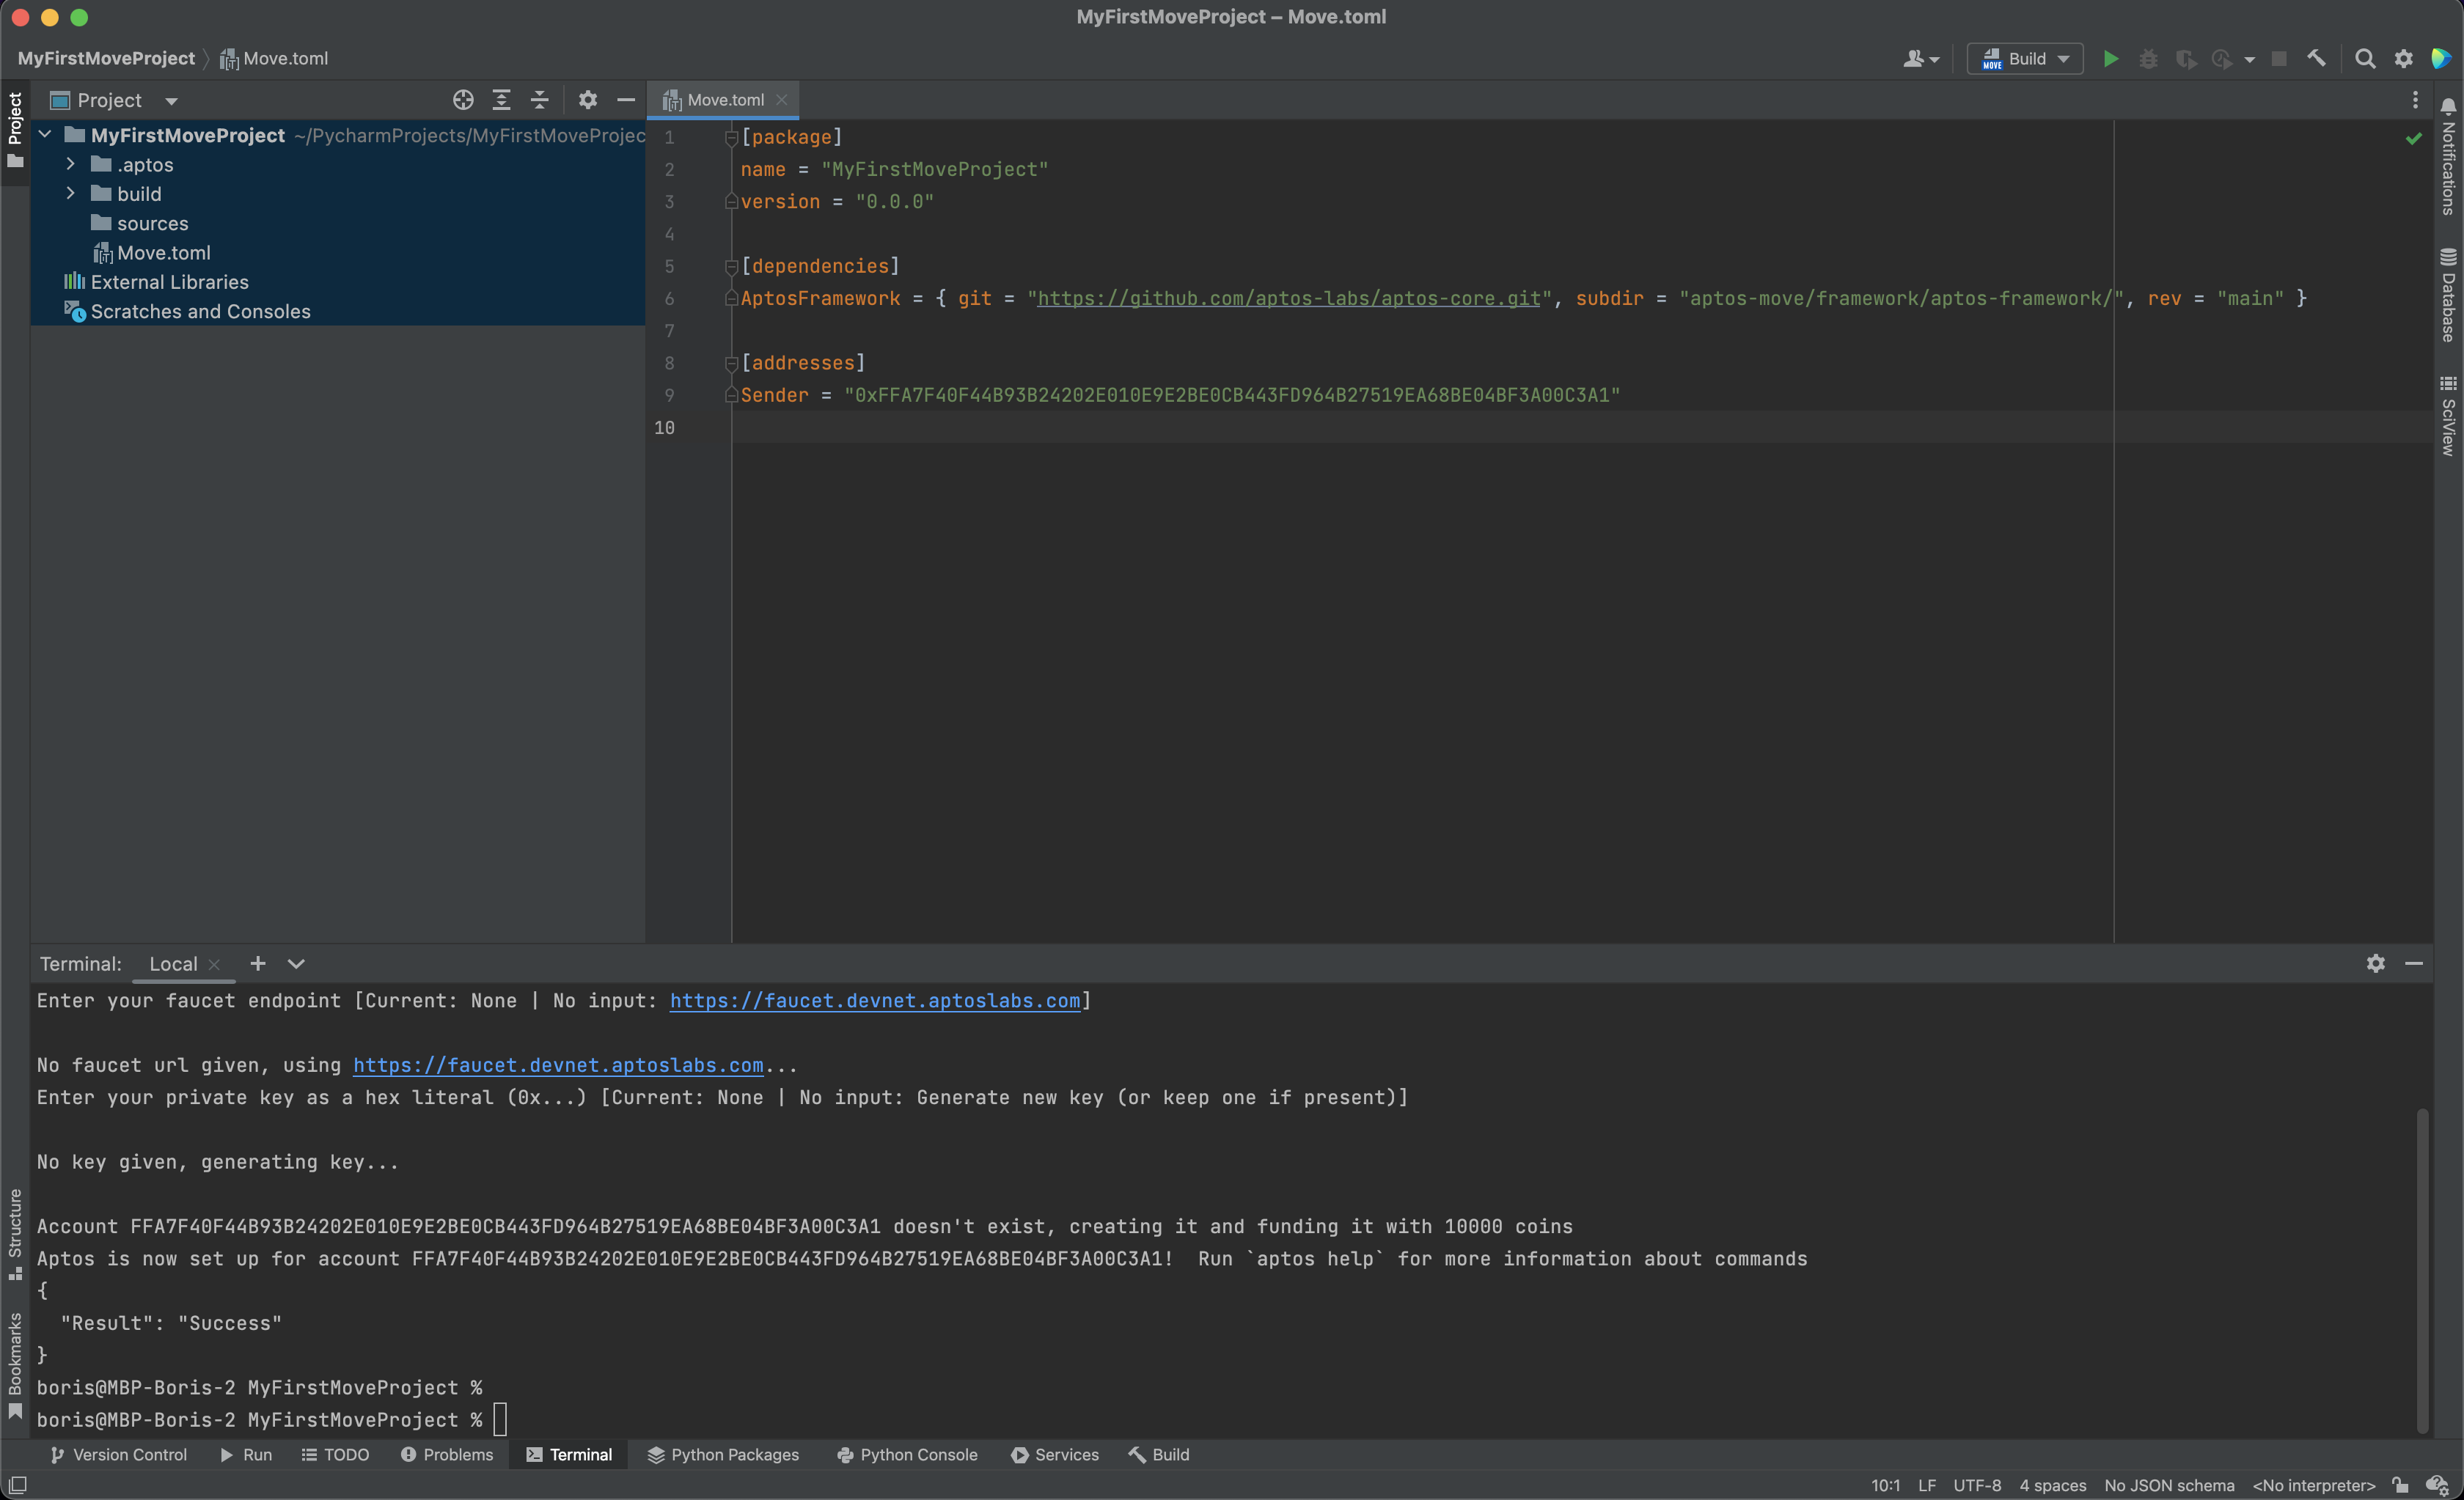 MyFirstMoveProject – Move.toml
MyFirstMoveProject Move.toml
MOVE Build
Project
Project
Move.toml
MyFirstMoveProject ~/PycharmProjects/MyFirstMoveProjec
.aptos
build
sources
Move.toml
External Libraries
Scratches and Consoles
1 [package]
2 name = "MyFirstMoveProject"
3 version = "0.0.0"
4
5 [dependencies]
6 AptosFramework = { git = "https://github.com/aptos-labs/aptos-core.git", subdir = "aptos-move/framework/aptos-framework/", rev = "main" }
7
8 [addresses]
9 Sender = "0xFFA7F40F44B93B24202E010E9E2BE0CB443FD964B27519EA68BE04BF3A00C3A1"
10
Notifications
Database
SciView
Terminal: Local
Enter your faucet endpoint [Current: None | No input: https://faucet.devnet.aptoslabs.com]
No faucet url given, using https://faucet.devnet.aptoslabs.com...
Enter your private key as a hex literal (0x...) [Current: None | No input: Generate new key (or keep one if present)]
No key given, generating key...
Account FFA7F40F44B93B24202E010E9E2BE0CB443FD964B27519EA68BE04BF3A00C3A1 doesn't exist, creating it and funding it with 10000 coins
Aptos is now set up for account FFA7F40F44B93B24202E010E9E2BE0CB443FD964B27519EA68BE04BF3A00C3A1!  Run `aptos help` for more information about commands
{
"Result": "Success"
}
boris@MBP-Boris-2 MyFirstMoveProject %
boris@MBP-Boris-2 MyFirstMoveProject %
Structure
Bookmarks
Version Control Run TODO Problems Terminal Python Packages Python Console Services Build
10:1 LF UTF-8 4 spaces No JSON schema <No interpreter>